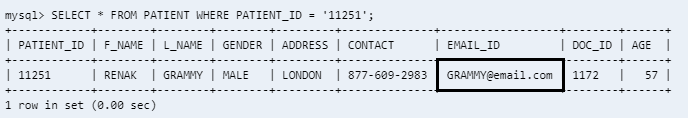 mysql> SELECT * FROM PATIENT WHERE PATIENT_ID = '11251';
+------------+--------+--------+--------+---------+--------------+------------------+--------+------+
| PATIENT_ID | F_NAME | L_NAME | GENDER | ADDRESS | CONTACT      | EMAIL_ID         | DOC_ID | AGE  |
+------------+--------+--------+--------+---------+--------------+------------------+--------+------+
| 11251      | RENAK  | GRAMMY | MALE   | LONDON  | 877-609-2983 | GRAMMY@email.com | 1172   |   57 |
+------------+--------+--------+--------+---------+--------------+------------------+--------+------+
1 row in set (0.00 sec)